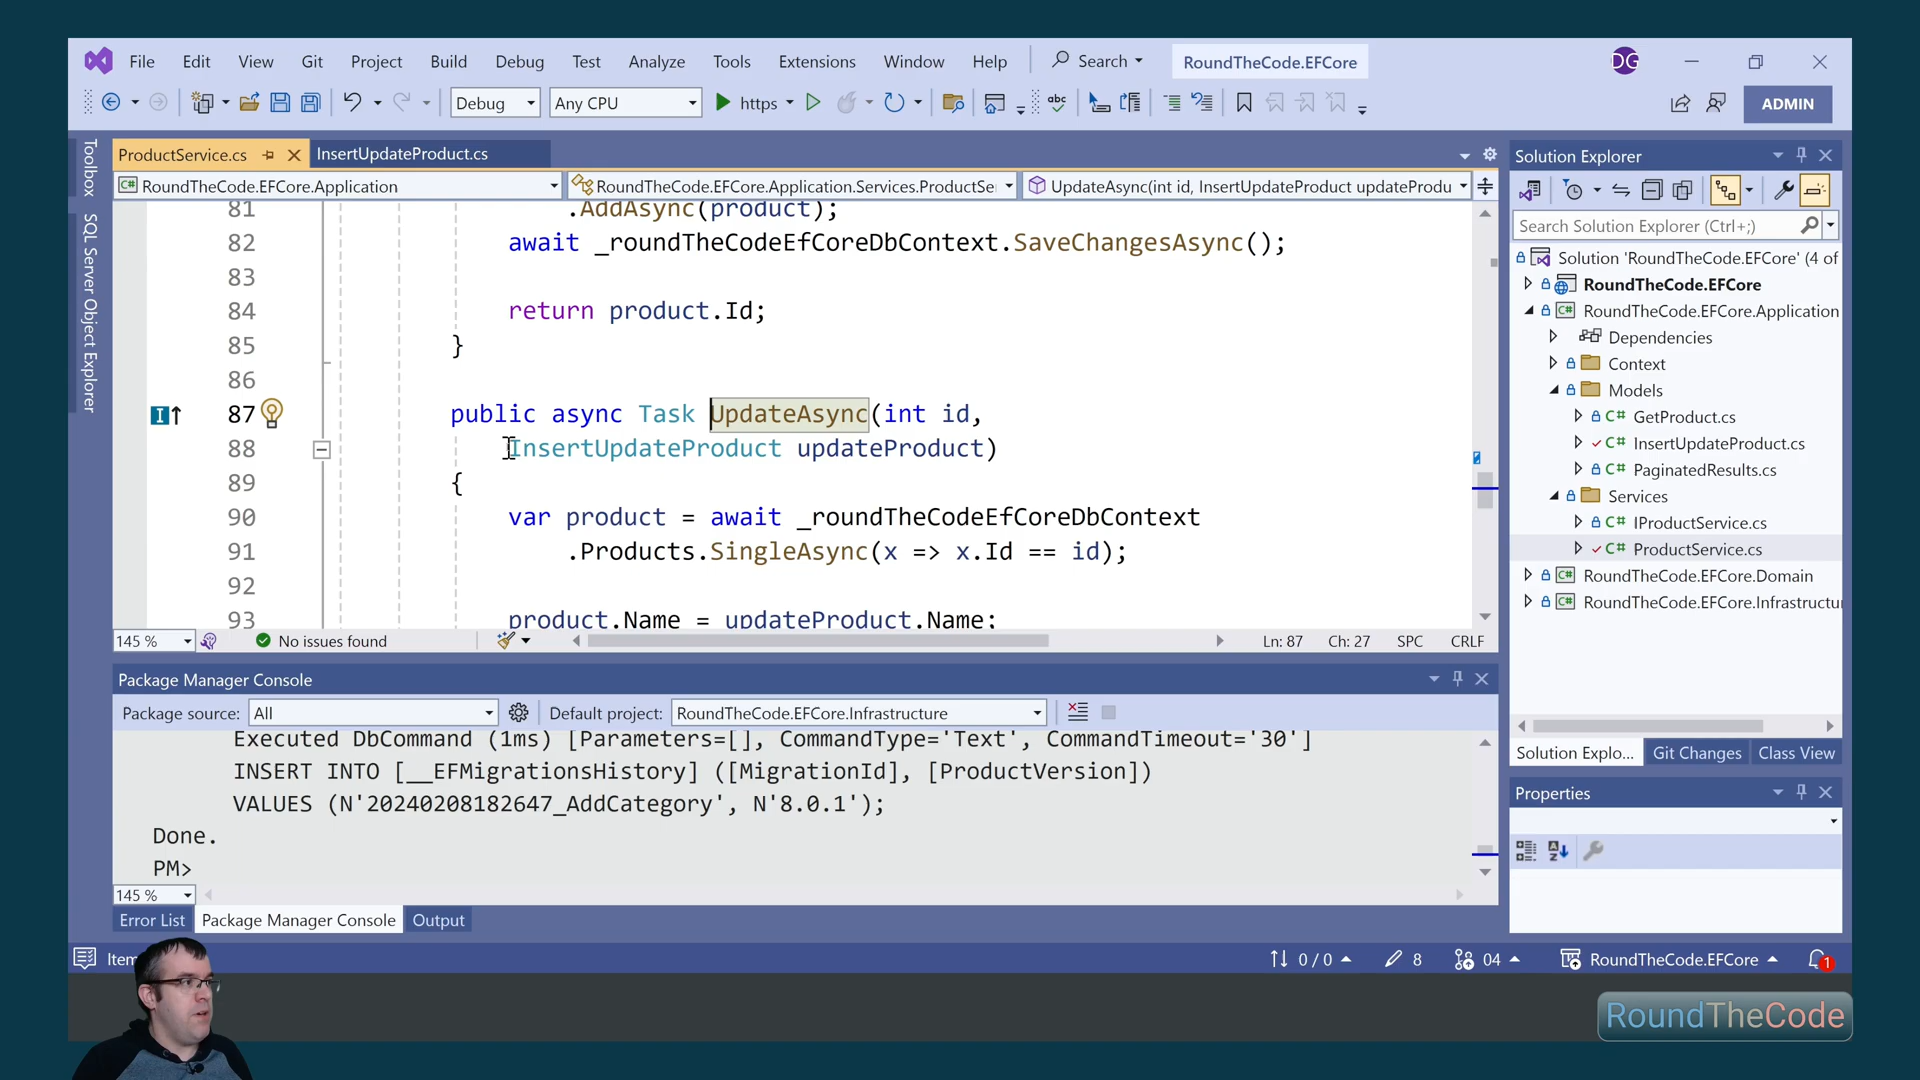 File Edit View Git Project Build Debug Test Analyze Tools Extensions Window Help Search RoundTheCode.EFCore DG
Debug Any CPU https abc ADMIN
Toolbox
SQL Server Object Explorer
ProductService.cs InsertUpdateProduct.cs
RoundTheCode.EFCore.Application RoundTheCode.EFCore.Application.Services.ProductSe UpdateAsync(int id, InsertUpdateProduct updateProdu
81 .AddAsync(product);
82 await _roundTheCodeEfCoreDbContext.SaveChangesAsync();
83
84 return product.Id;
85 }
86
87 public async Task UpdateAsync(int id,
88 InsertUpdateProduct updateProduct)
89 {
90 var product = await _roundTheCodeEfCoreDbContext
91 .Products.SingleAsync(x => x.Id == id);
92
93 product.Name = updateProduct.Name;
145 % No issues found Ln: 87 Ch: 27 SPC CRLF
Package Manager Console
Package source: All Default project: RoundTheCode.EFCore.Infrastructure
Executed DbCommand (1ms) [Parameters=[], CommandType='Text', CommandTimeout='30']
INSERT INTO [__EFMigrationsHistory] ([MigrationId], [ProductVersion])
VALUES (N'20240208182647_AddCategory', N'8.0.1');
Done.
PM>
145 %
Error List Package Manager Console Output
Solution Explorer
Search Solution Explorer (Ctrl+;)
Solution 'RoundTheCode.EFCore' (4 of
RoundTheCode.EFCore
C# RoundTheCode.EFCore.Application
Dependencies
Context
Models
C# GetProduct.cs
C# InsertUpdateProduct.cs
C# PaginatedResults.cs
Services
C# IProductService.cs
C# ProductService.cs
C# RoundTheCode.EFCore.Domain
C# RoundTheCode.EFCore.Infrastructu
Solution Explo... Git Changes Class View
Properties
Item 0 / 0 8 04 RoundTheCode.EFCore 1
RoundTheCode